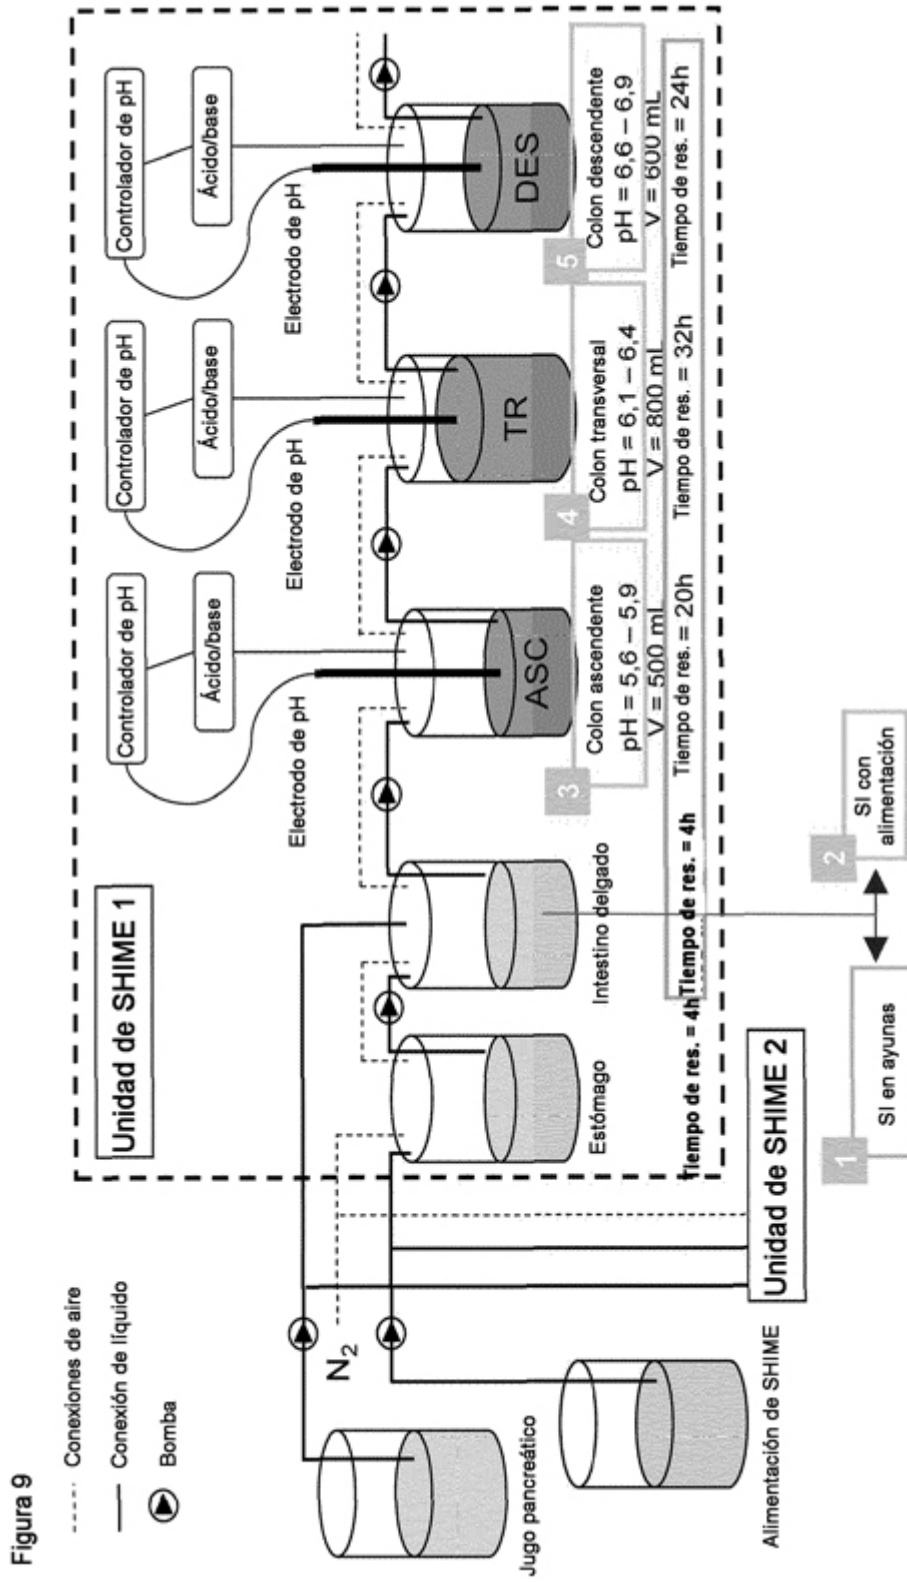 Figura 9
Conexiones de aire
Conexión de líquido
Bomba
Unidad de SHIME 1
Controlador de pH
Ácido/base
Electrodo de pH
Controlador de pH
Ácido/base
Electrodo de pH
Controlador de pH
Ácido/base
Electrodo de pH
N2
Jugo pancreático
Alimentación de SHIME
Estómago
Intestino delgado
ASC
TR
DES
3
Colon ascendente
pH = 5,6 – 5,9
V = 500 mL
4
Colon transversal
pH = 6,1 – 6,4
V = 800 mL
5
Colon descendente
pH = 6,6 – 6,9
V = 600 mL
Tiempo de res. = 4h
Tiempo de res. = 4h
Tiempo de res. = 20h
Tiempo de res. = 32h
Tiempo de res. = 24h
Unidad de SHIME 2
1
SI en ayunas
2
SI con
alimentación